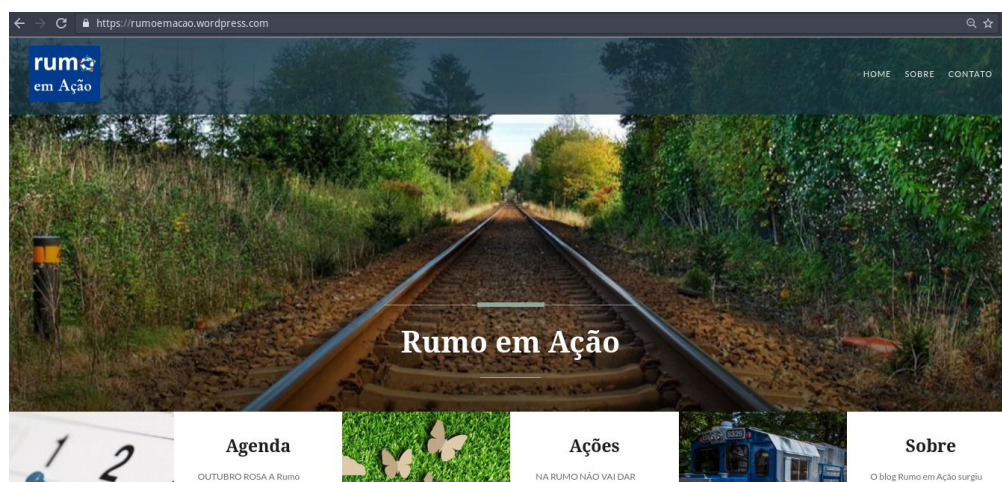 https://rumoemacao.wordpress.com
rumo
em Ação
HOME SOBRE CONTATO
Rumo em Ação
1 2
Agenda
OUTUBRO ROSA A Rumo
Ações
NA RUMO NÃO VAI DAR
Sobre
O blog Rumo em Ação surgiu